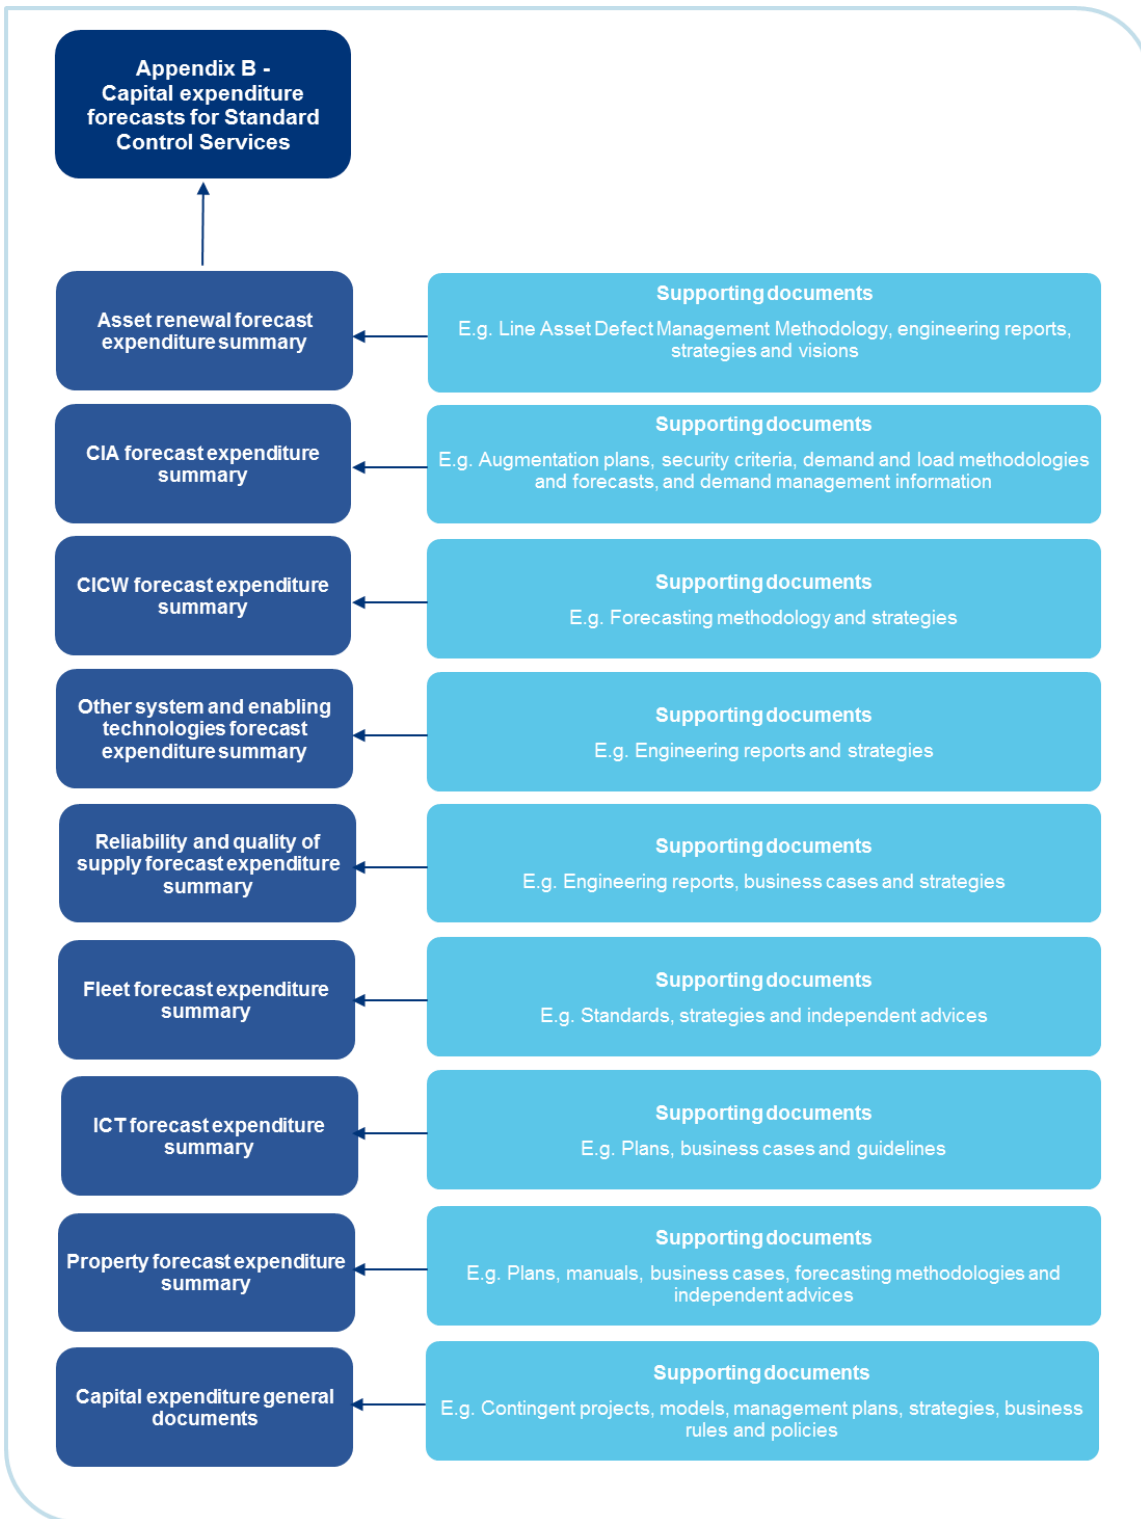 Appendix B -
Capital expenditure
forecasts for Standard
Control Services
Asset renewal forecast
expenditure summary
Supporting documents
E.g. Line Asset Defect Management Methodology, engineering reports,
strategies and visions
CIA forecast expenditure
summary
Supporting documents
E.g. Augmentation plans, security criteria, demand and load methodologies
and forecasts, and demand management information
CICW forecast expenditure
summary
Supporting documents
E.g. Forecasting methodology and strategies
Other system and enabling
technologies forecast
expenditure summary
Supporting documents
E.g. Engineering reports and strategies
Reliability and quality of
supply forecast expenditure
summary
Supporting documents
E.g. Engineering reports, business cases and strategies
Fleet forecast expenditure
summary
Supporting documents
E.g. Standards, strategies and independent advices
ICT forecast expenditure
summary
Supporting documents
E.g. Plans, business cases and guidelines
Property forecast expenditure
summary
Supporting documents
E.g. Plans, manuals, business cases, forecasting methodologies and
independent advices
Capital expenditure general
documents
Supporting documents
E.g. Contingent projects, models, management plans, strategies, business
rules and policies